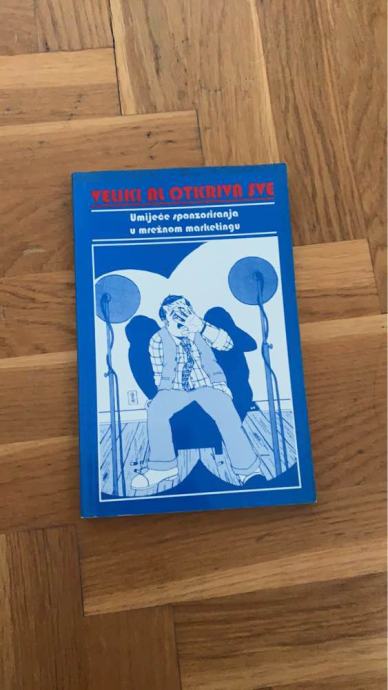 VELIKI AL OTKRIVA SVE
Umijeće sponzoriranja
u mrežnom marketingu